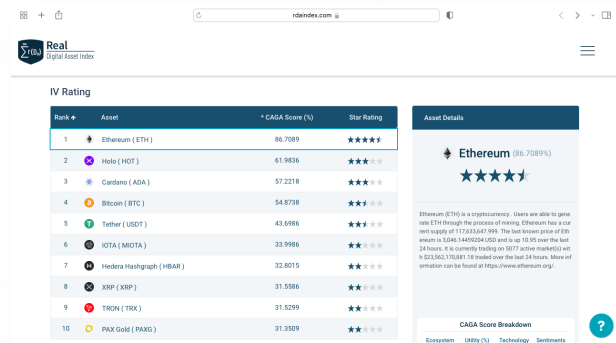 rdaindex.com
Σr(Dₐ)
Real
Digital Asset Index
IV Rating
Rank Asset * CAGA Score (%) Star Rating
1 Ethereum ( ETH ) 86.7089
2 Holo ( HOT ) 61.9836
3 Cardano ( ADA ) 57.2218
4 Bitcoin ( BTC ) 54.8738
5 Tether ( USDT ) 43.6986
6 IOTA ( MIOTA ) 33.9986
7 Hedera Hashgraph ( HBAR ) 32.8015
8 XRP ( XRP ) 31.5586
9 TRON ( TRX ) 31.5299
10 PAX Gold ( PAXG ) 31.3509
Asset Details
Ethereum (86.7089%)
Ethereum (ETH) is a cryptocurrency . Users are able to gene
rate ETH through the process of mining. Ethereum has a cur
rent supply of 117,633,647.999. The last known price of Eth
ereum is 3,046.14459204 USD and is up 10.95 over the last
24 hours. It is currently trading on 5077 active market(s) wit
h $23,562,170,881.18 traded over the last 24 hours. More inf
ormation can be found at https://www.ethereum.org/.
CAGA Score Breakdown
Ecosystem Utility (%) Technology Sentiments
?